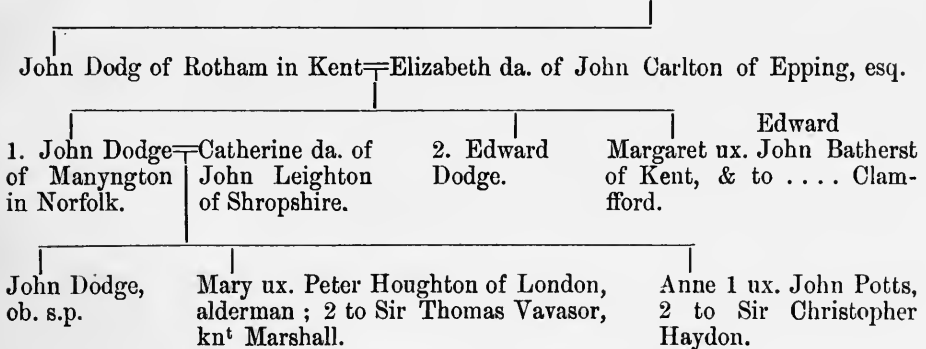 John Dodg of Rotham in Kent=Elizabeth da. of John Carlton of Epping, esq.
1. John Dodge=Catherine da. of
of Manyngton John Leighton
in Norfolk. of Shropshire.
2. Edward
Dodge.
Edward
Margaret ux. John Batherst
of Kent, & to .... Clam-
fford.
John Dodge,
ob. s.p.
Mary ux. Peter Houghton of London,
alderman ; 2 to Sir Thomas Vavasor,
knᵗ Marshall.
Anne 1 ux. John Potts,
2 to Sir Christopher
Haydon.